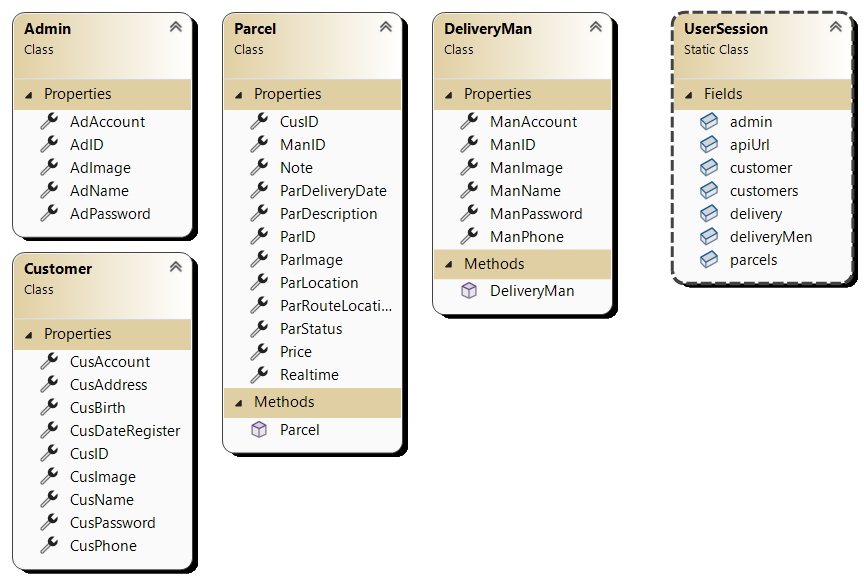 Admin
Class
Properties
AdAccount
AdID
AdImage
AdName
AdPassword
Customer
Class
Properties
CusAccount
CusAddress
CusBirth
CusDateRegister
CusID
CusImage
CusName
CusPassword
CusPhone
Parcel
Class
Properties
CusID
ManID
Note
ParDeliveryDate
ParDescription
ParID
ParImage
ParLocation
ParRouteLocati...
ParStatus
Price
Realtime
Methods
Parcel
DeliveryMan
Class
Properties
ManAccount
ManID
ManImage
ManName
ManPassword
ManPhone
Methods
DeliveryMan
UserSession
Static Class
Fields
admin
apiUrl
customer
customers
delivery
deliveryMen
parcels